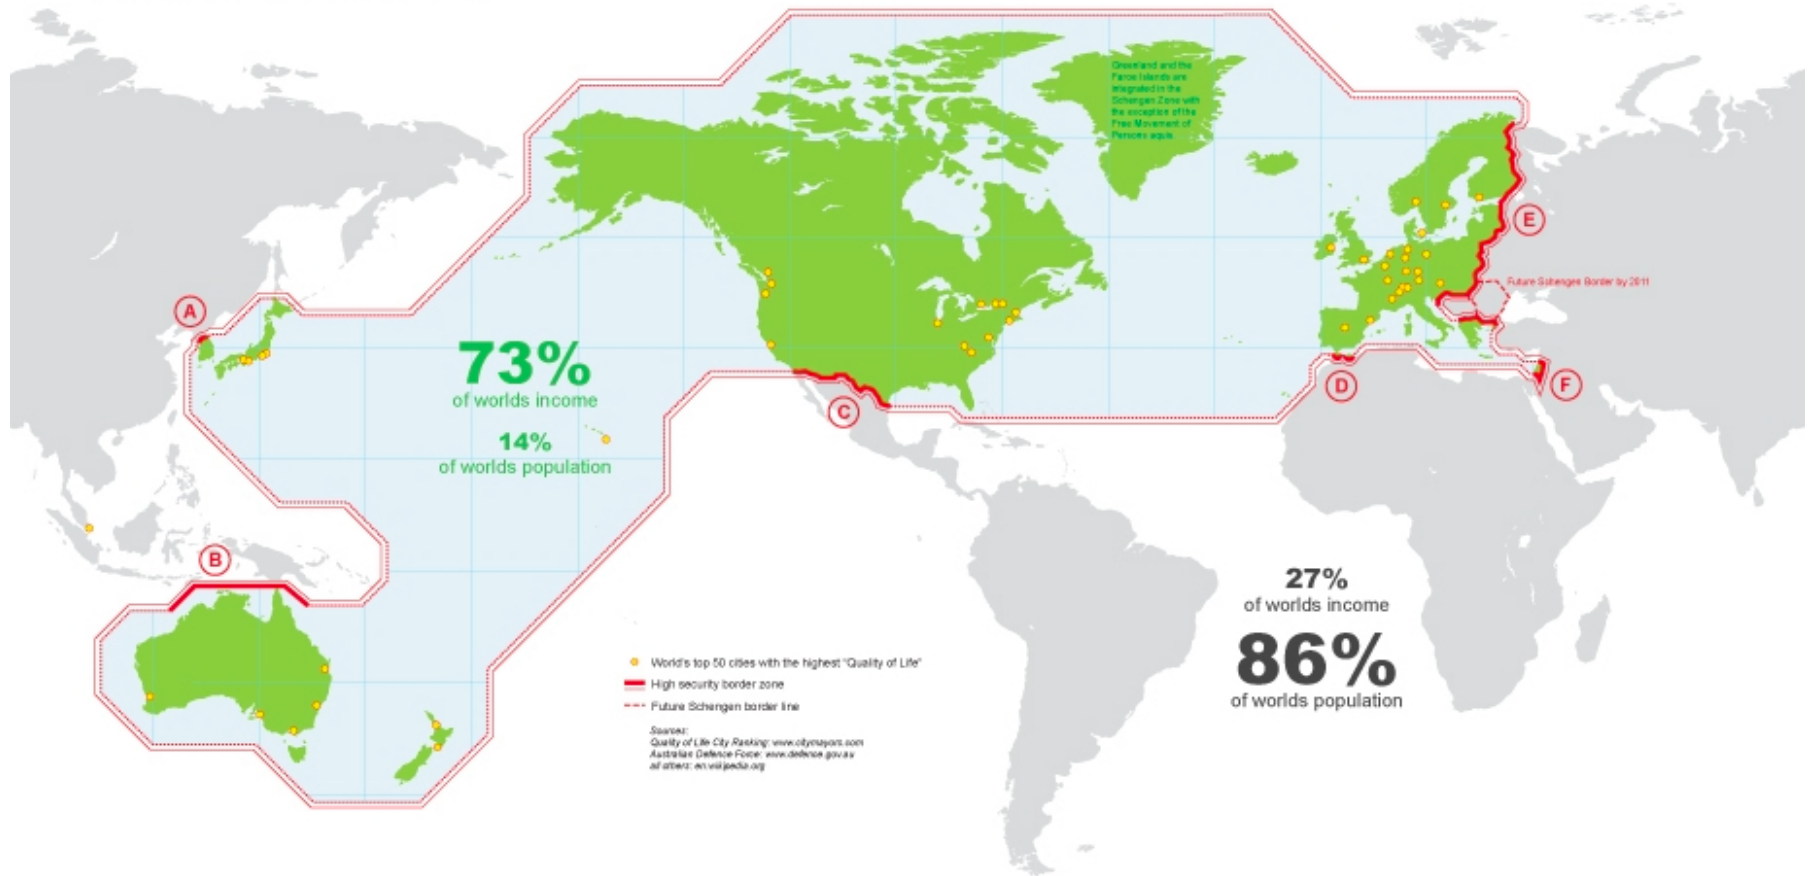 Greenland and the
Faroe Islands are
integrated in the
Schengen Zone with
the exception of the
Free Movement of
Persons aquis.
E
Future Schengen Border by 2011
A
73%
of worlds income
14%
of worlds population
D
F
C
B
27%
of worlds income
86%
of worlds population
World's top 50 cities with the highest "Quality of Life"
High security border zone
Future Schengen border line
Sources:
Quality of Life City Ranking: www.citymayors.com
Australian Defence Force: www.defence.gov.au
all others: en.wikipedia.org